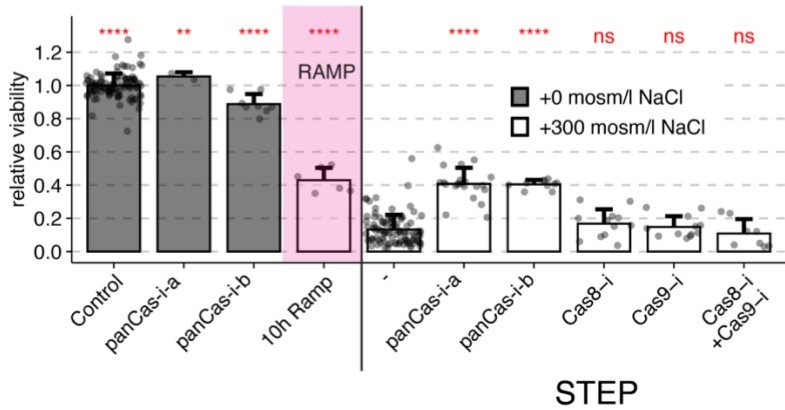 **** ** **** **** **** **** ns ns ns
RAMP
+0 mosm/l NaCl
+300 mosm/l NaCl
relative viability
1.2
1.0
0.8
0.6
0.4
0.2
0.0
Control
panCas-i-a
panCas-i-b
10h Ramp
-
panCas-i-a
panCas-i-b
Cas8-i
Cas9-i
Cas8-i
+Cas9-i
STEP